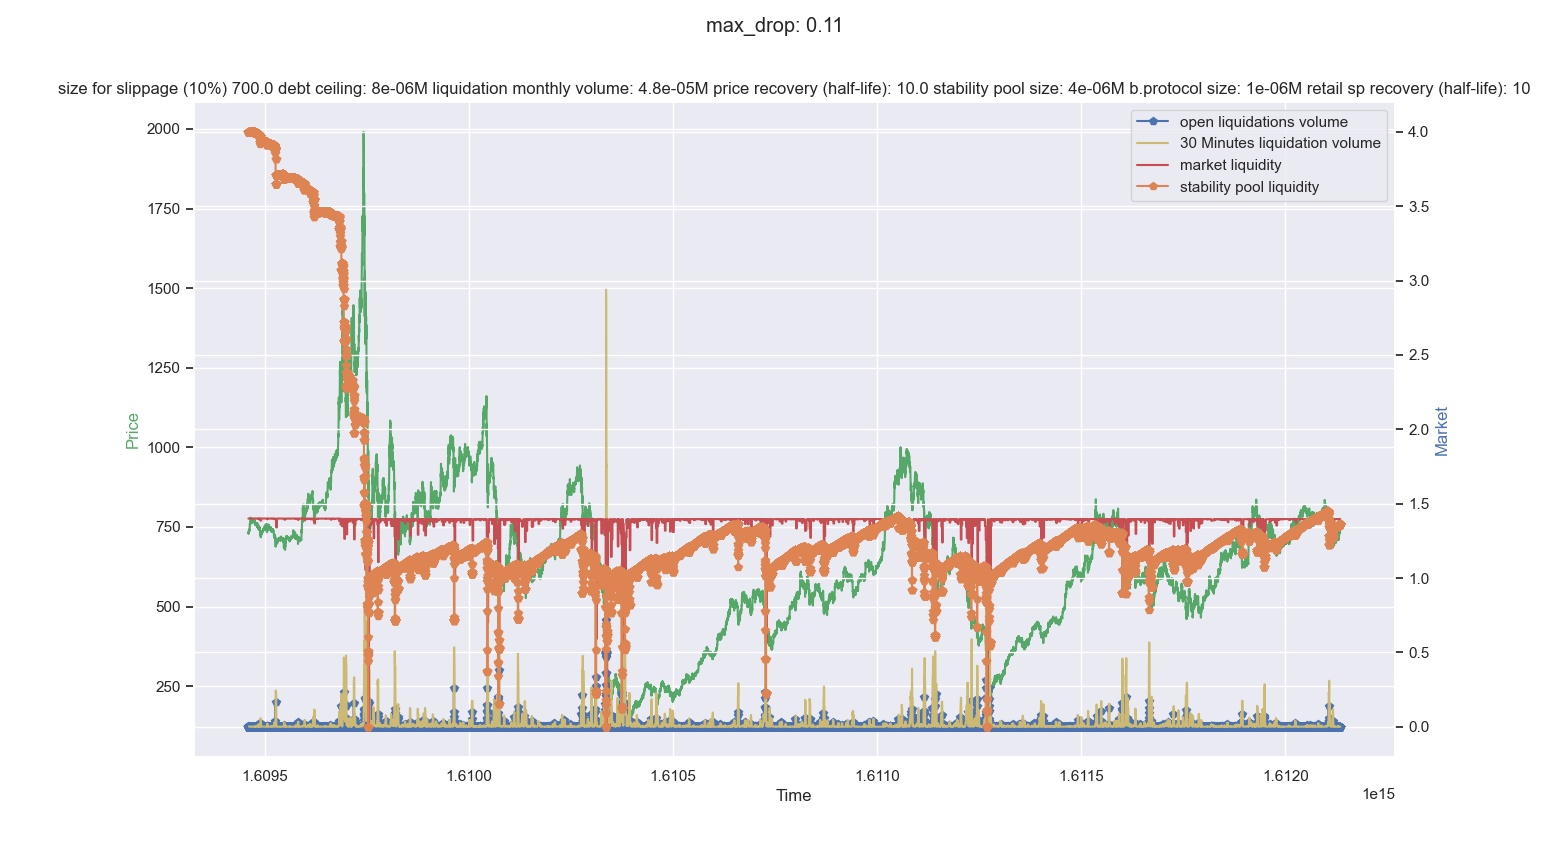 max_drop: 0.11
size for slippage (10%) 700.0 debt ceiling: 8e-06M liquidation monthly volume: 4.8e-05M price recovery (half-life): 10.0 stability pool size: 4e-06M b.protocol size: 1e-06M retail sp recovery (half-life): 10
open liquidations volume
30 Minutes liquidation volume
market liquidity
stability pool liquidity
2000
1750
1500
1250
1000
750
500
250
Price
4.0
3.5
3.0
2.5
2.0
1.5
1.0
0.5
0.0
Market
1.6095 1.6100 1.6105 1.6110 1.6115 1.6120
Time
1e15